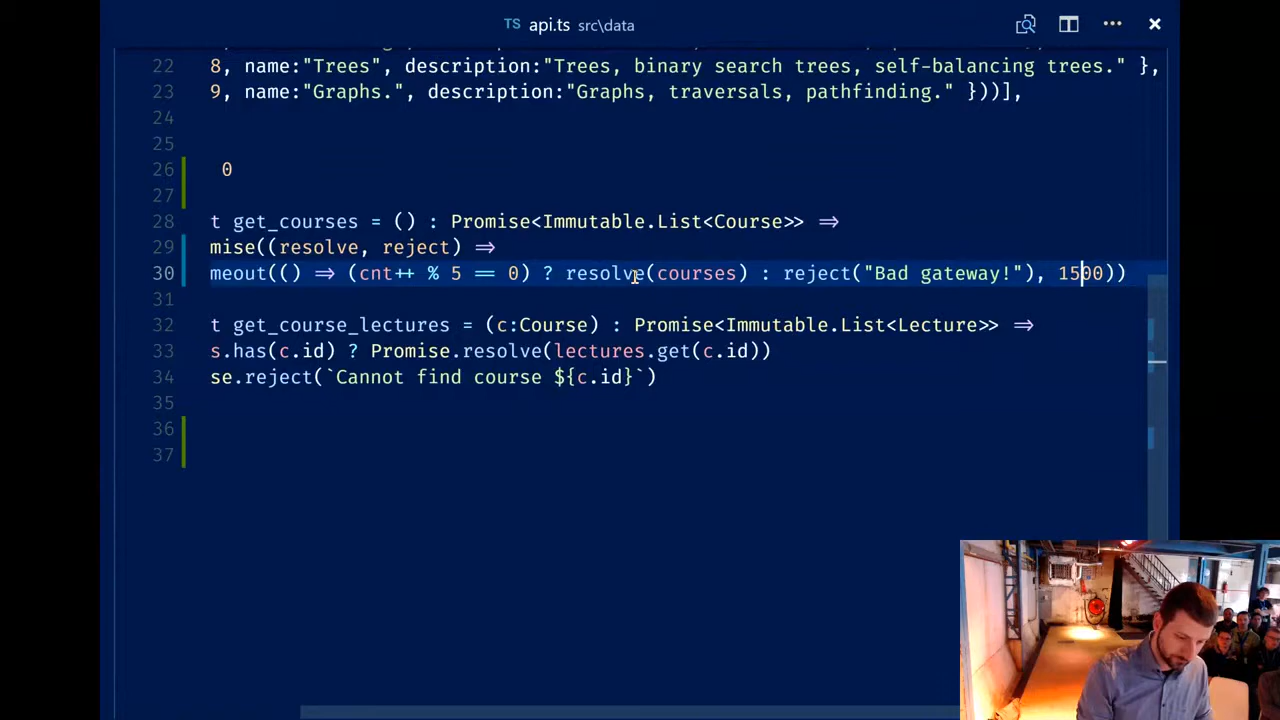 TS api.ts src\data
22 8, name:"Trees", description:"Trees, binary search trees, self-balancing trees." },
23 9, name:"Graphs.", description:"Graphs, traversals, pathfinding." }))],
24
25
26 0
27
28 t get_courses = () : Promise<Immutable.List<Course>> =>
29 mise((resolve, reject) =>
30 meout(() => (cnt++ % 5 == 0) ? resolve(courses) : reject("Bad gateway!"), 1500))
31
32 t get_course_lectures = (c:Course) : Promise<Immutable.List<Lecture>> =>
33 s.has(c.id) ? Promise.resolve(lectures.get(c.id))
34 se.reject(`Cannot find course ${c.id}`)
35
36
37